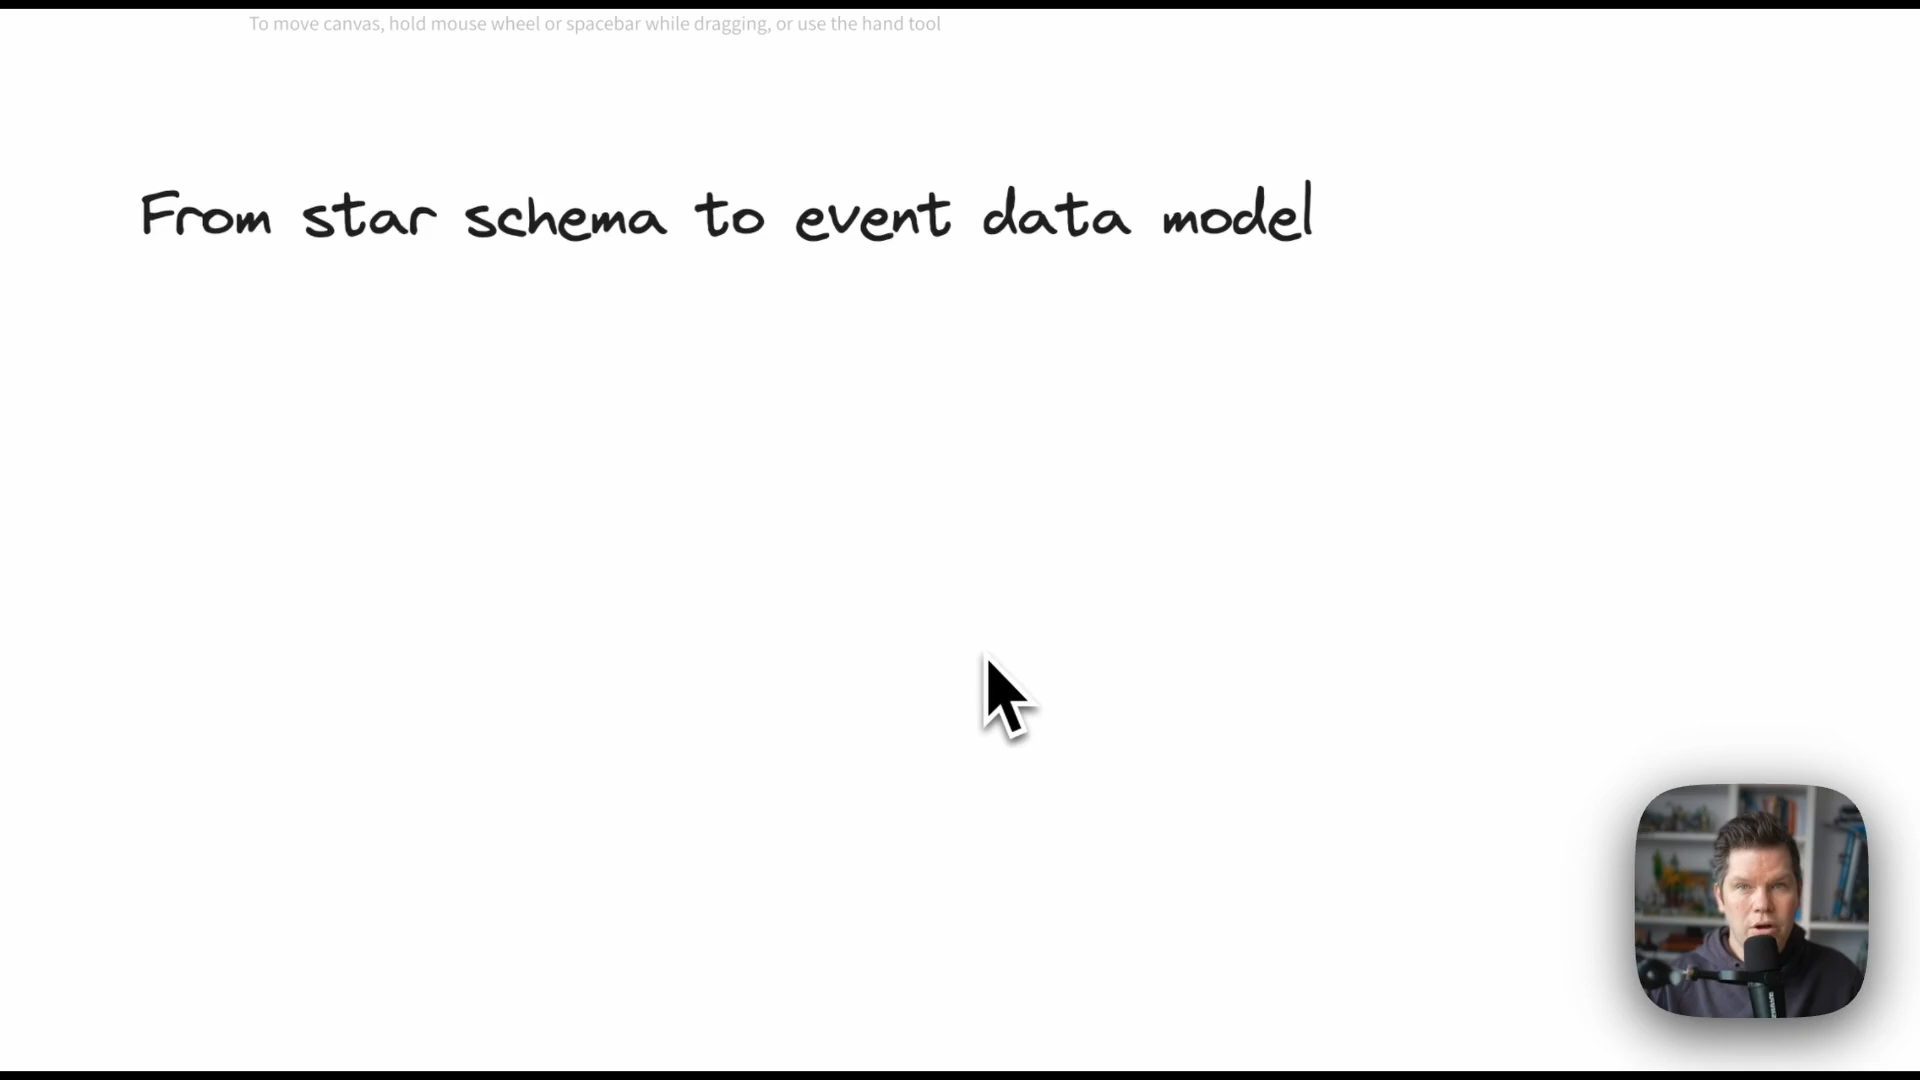 To move canvas, hold mouse wheel or spacebar while dragging, or use the hand tool
From star schema to event data model